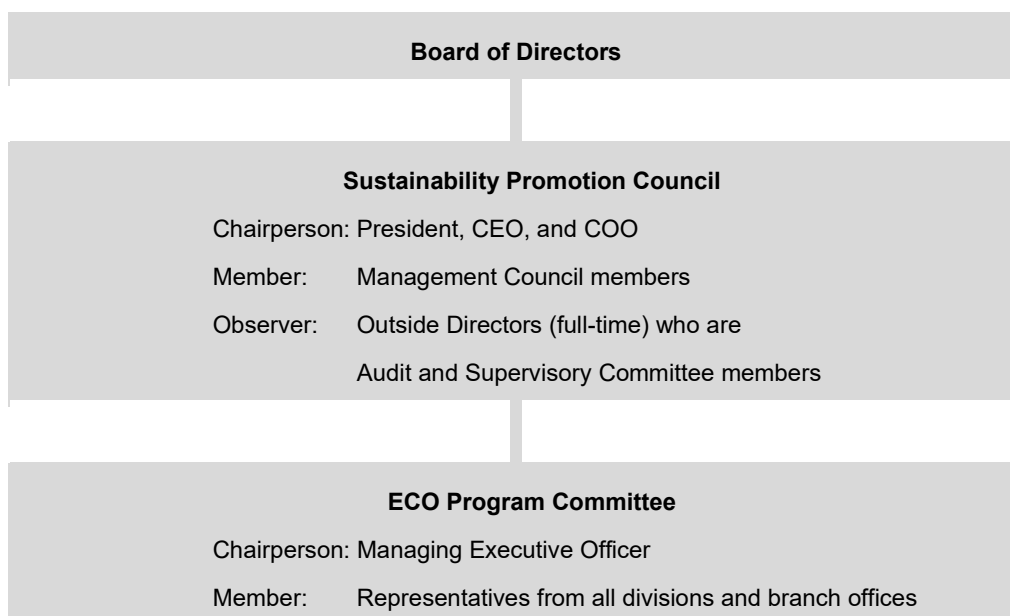 Board of Directors
Sustainability Promotion Council
Chairperson: President, CEO, and COO
Member: Management Council members
Observer: Outside Directors (full-time) who are
Audit and Supervisory Committee members
ECO Program Committee
Chairperson: Managing Executive Officer
Member: Representatives from all divisions and branch offices